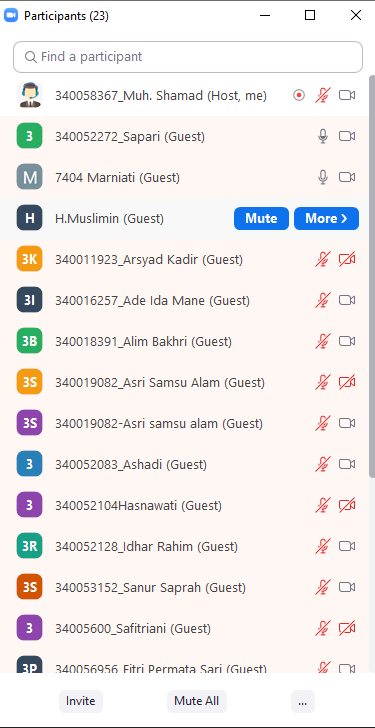 Participants (23)
Find a participant
340058367_Muh. Shamad (Host, me)
3 340052272_Sapari (Guest)
M 7404 Marniati (Guest)
H H.Muslimin (Guest) Mute More
3K 340011923_Arsyad Kadir (Guest)
3I 340016257_Ade Ida Mane (Guest)
3B 340018391_Alim Bakhri (Guest)
3S 340019082_Asri Samsu Alam (Guest)
3S 340019082-Asri samsu alam (Guest)
3 340052083_Ashadi (Guest)
3 340052104Hasnawati (Guest)
3R 340052128_Idhar Rahim (Guest)
3S 340053152_Sanur Saprah (Guest)
3 34005600_Safitriani (Guest)
3P 340056956_Fitri Permata Sari (Guest)
Invite Mute All ...